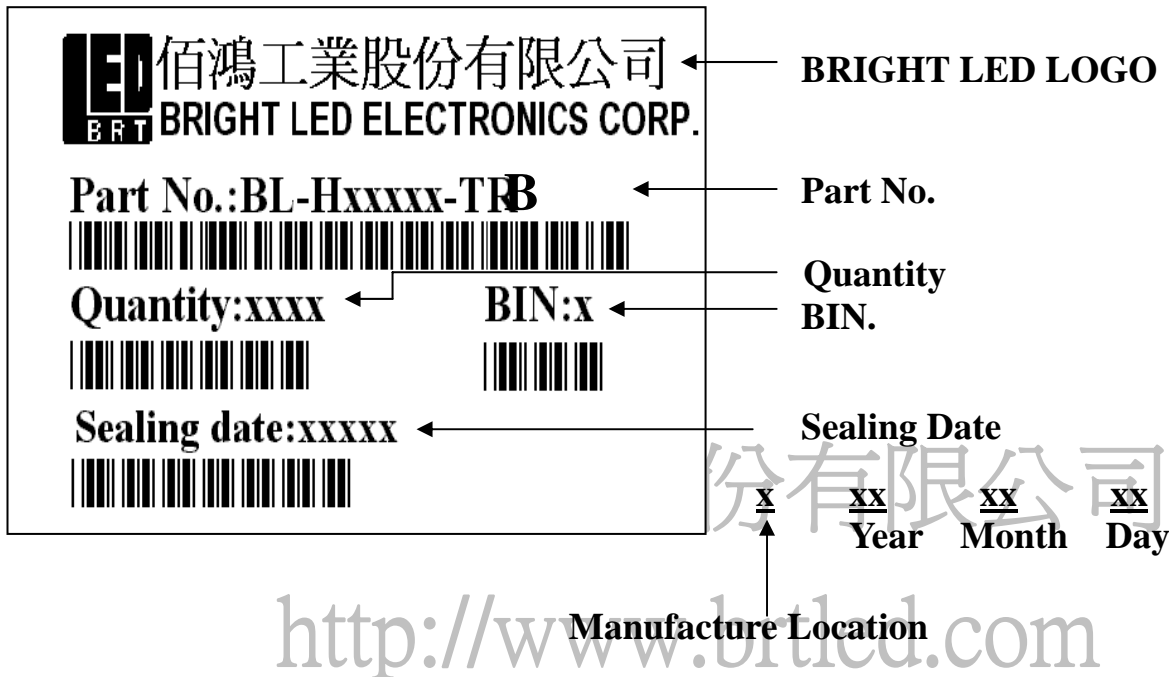 LED 佰鴻工業股份有限公司 BRIGHT LED LOGO
BRT BRIGHT LED ELECTRONICS CORP.
Part No.:BL-Hxxxxx-TRB Part No.
Quantity
Quantity:xxxx BIN:x BIN.
Sealing date:xxxxx Sealing Date
份有限公司
x xx xx xx
Year Month Day
Manufacture Location
http://www.brtled.com